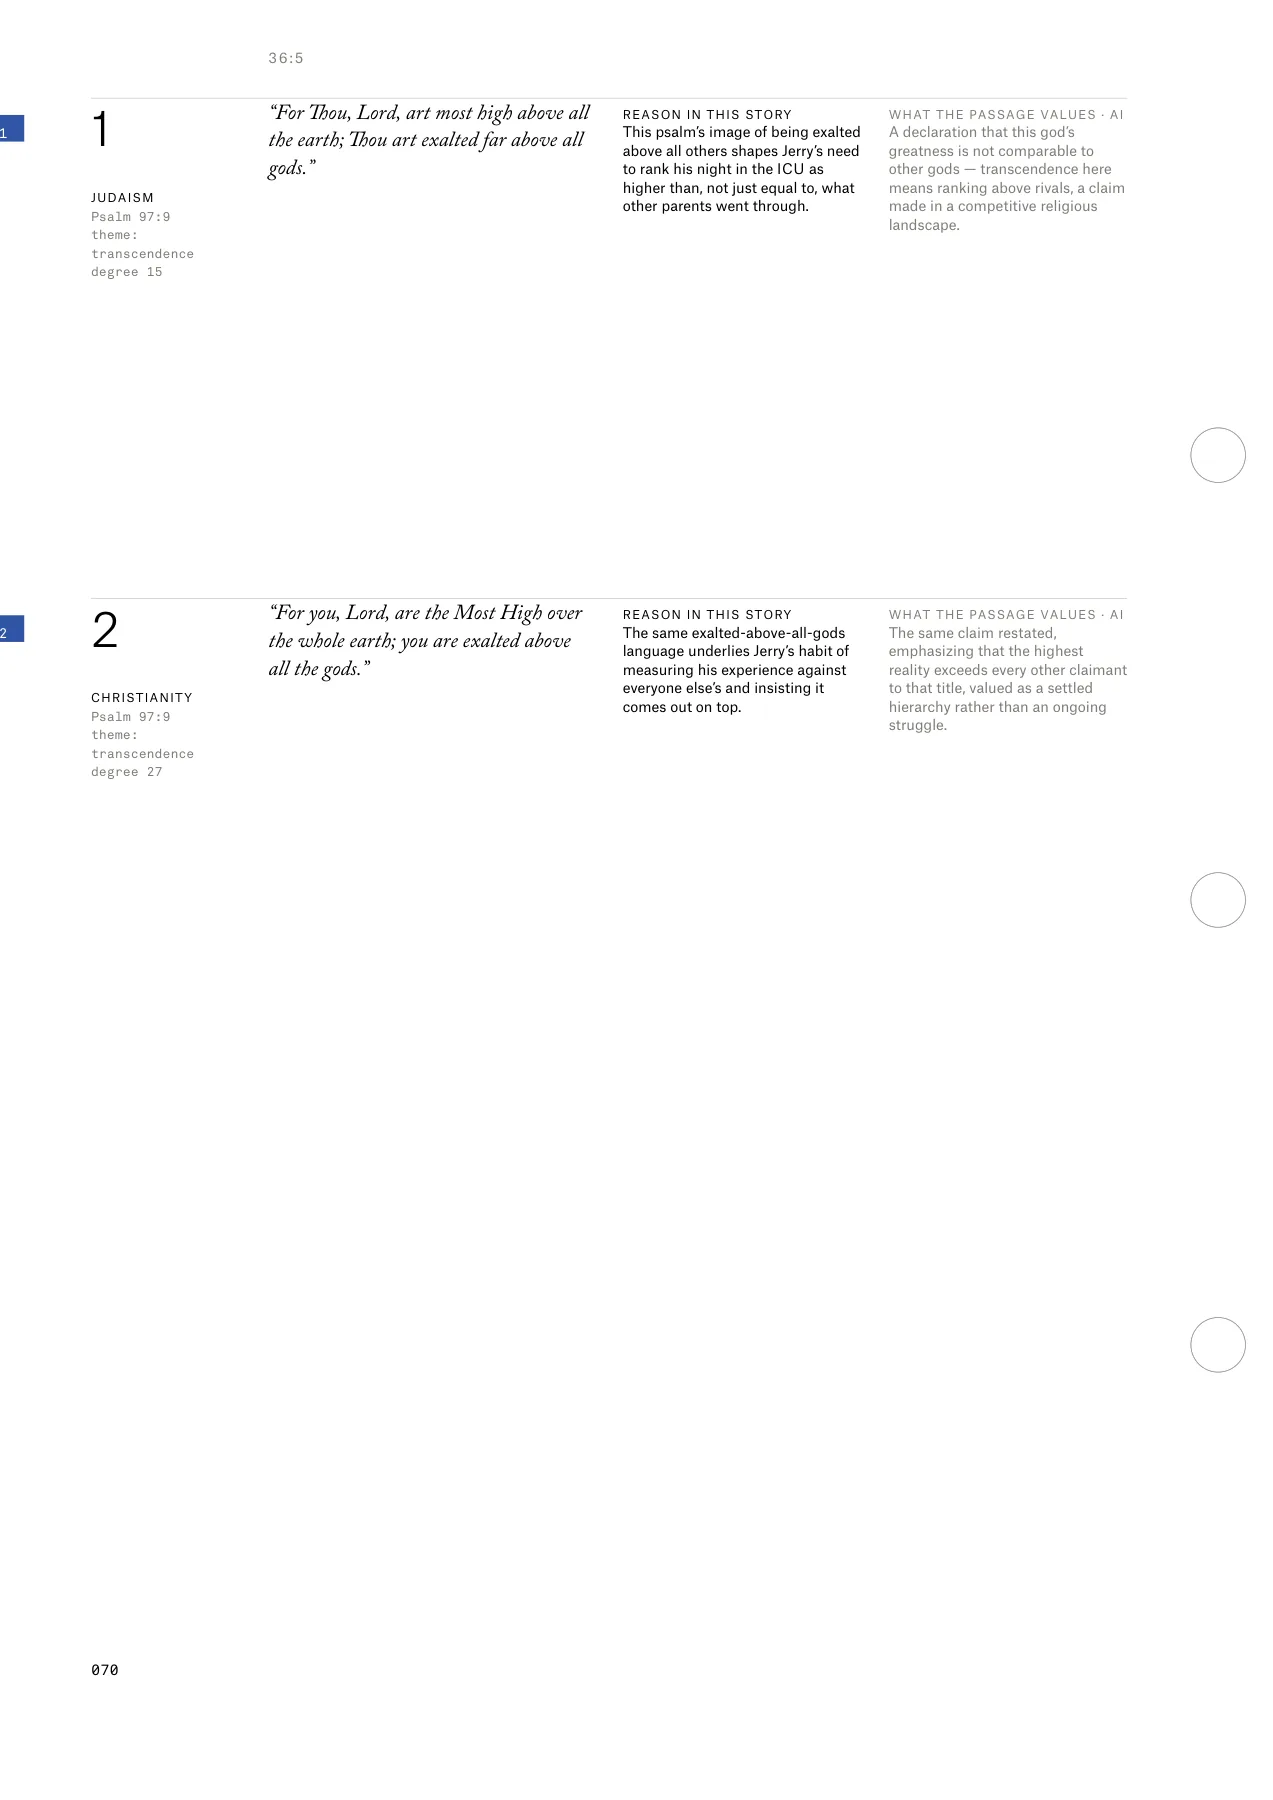 36:5
1
1
“For Thou, Lord, art most high above all
the earth; Thou art exalted far above all
gods.”
JUDAISM
Psalm 97:9
theme:
transcendence
degree 15
REASON IN THIS STORY
This psalm’s image of being exalted
above all others shapes Jerry’s need
to rank his night in the ICU as
higher than, not just equal to, what
other parents went through.
WHAT THE PASSAGE VALUES · AI
A declaration that this god’s
greatness is not comparable to
other gods — transcendence here
means ranking above rivals, a claim
made in a competitive religious
landscape.
2
2
“For you, Lord, are the Most High over
the whole earth; you are exalted above
all the gods.”
CHRISTIANITY
Psalm 97:9
theme:
transcendence
degree 27
REASON IN THIS STORY
The same exalted-above-all-gods
language underlies Jerry’s habit of
measuring his experience against
everyone else’s and insisting it
comes out on top.
WHAT THE PASSAGE VALUES · AI
The same claim restated,
emphasizing that the highest
reality exceeds every other claimant
to that title, valued as a settled
hierarchy rather than an ongoing
struggle.
070